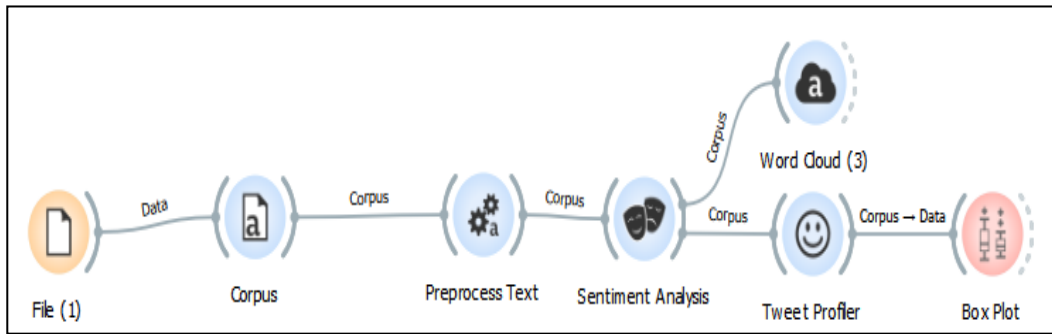 a
Corpus
Word Cloud (3)
Data
a
Corpus
a
Corpus
Corpus
Corpus → Data
File (1)
Corpus
Preprocess Text
Sentiment Analysis
Tweet Profiler
Box Plot